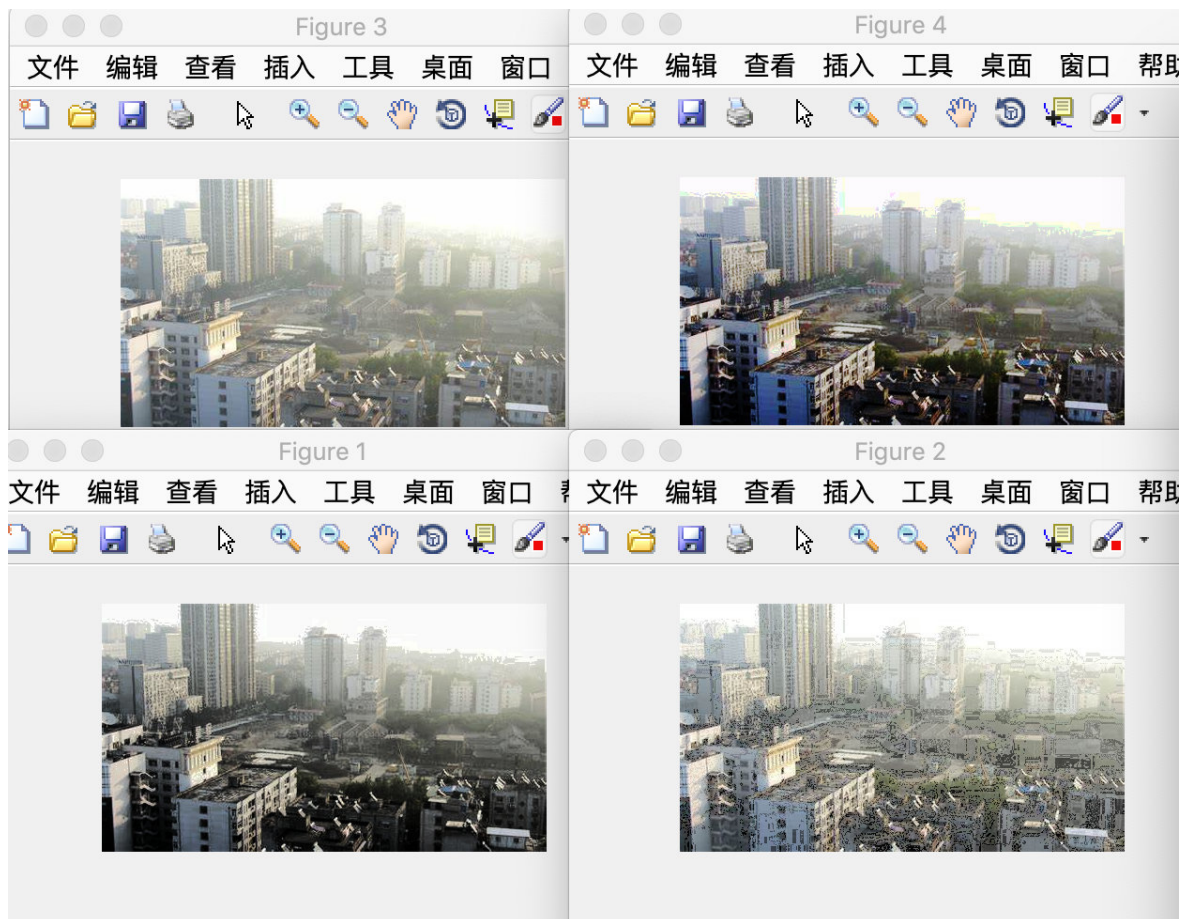 Figure 3
文件 编辑 查看 插入 工具 桌面 窗口
Figure 4
文件 编辑 查看 插入 工具 桌面 窗口 帮助
Figure 1
文件 编辑 查看 插入 工具 桌面 窗口
Figure 2
文件 编辑 查看 插入 工具 桌面 窗口 帮助